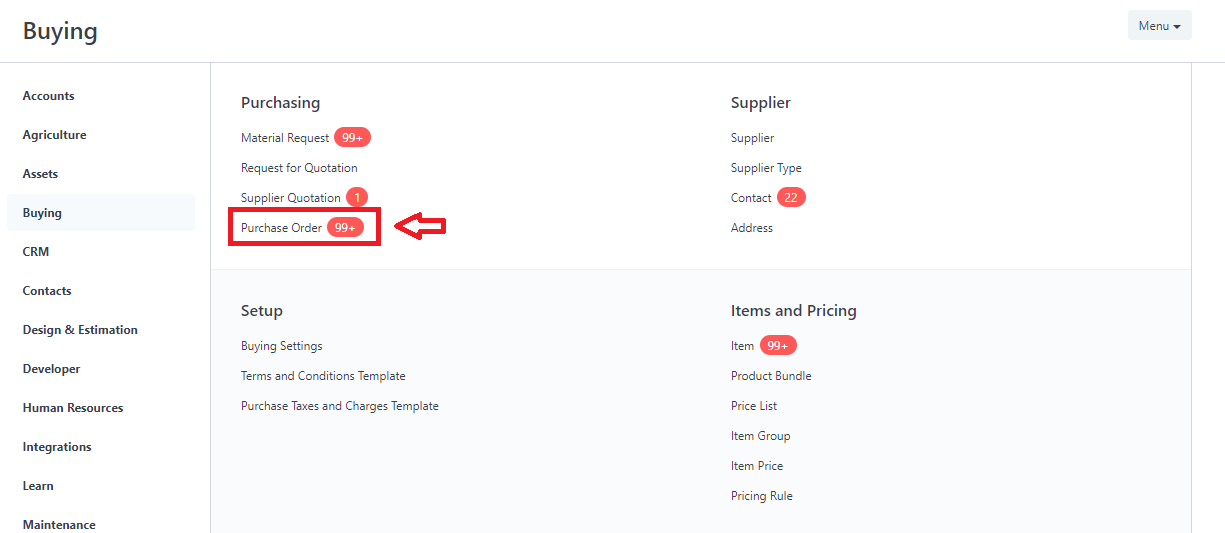 Buying
Menu
Accounts
Agriculture
Assets
Buying
CRM
Contacts
Design & Estimation
Developer
Human Resources
Integrations
Learn
Maintenance
Purchasing
Material Request 99+
Request for Quotation
Supplier Quotation 1
Purchase Order 99+
Supplier
Supplier
Supplier Type
Contact 22
Address
Setup
Buying Settings
Terms and Conditions Template
Purchase Taxes and Charges Template
Items and Pricing
Item 99+
Product Bundle
Price List
Item Group
Item Price
Pricing Rule